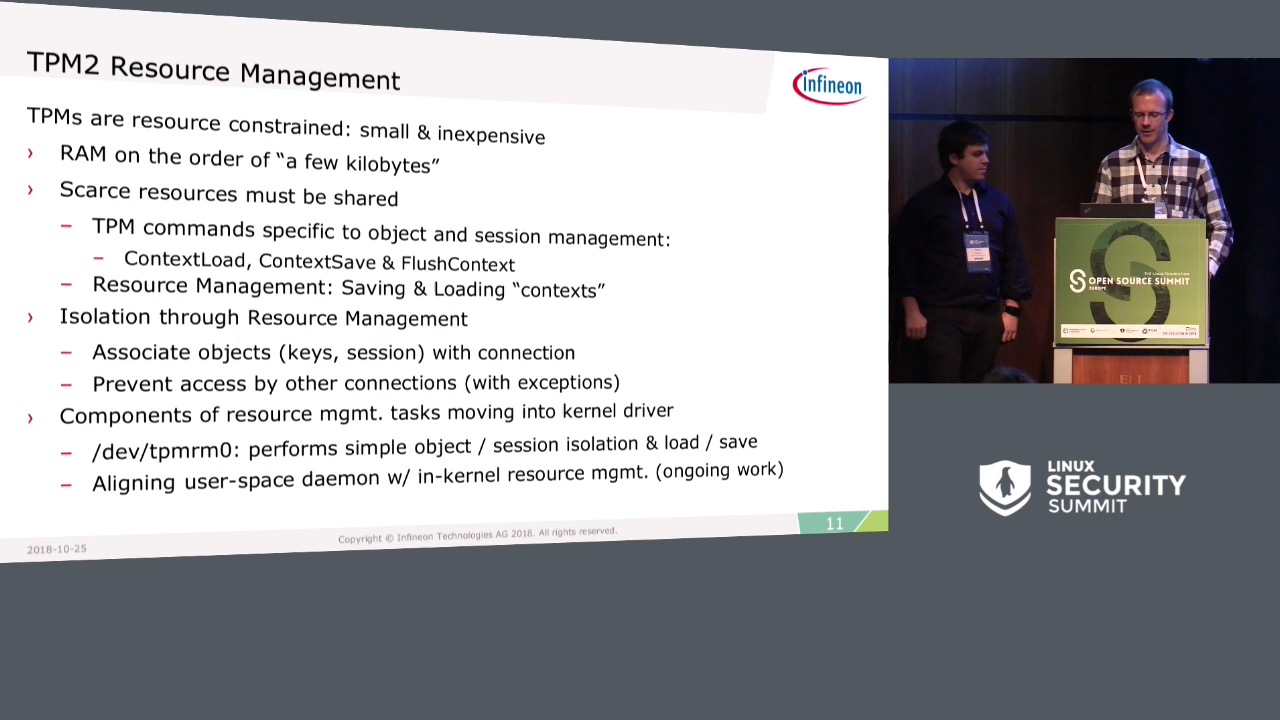 TPM2 Resource Management
infineon
TPMs are resource constrained: small & inexpensive
› RAM on the order of “a few kilobytes”
› Scarce resources must be shared
– TPM commands specific to object and session management:
– ContextLoad, ContextSave & FlushContext
– Resource Management: Saving & Loading “contexts”
› Isolation through Resource Management
– Associate objects (keys, session) with connection
– Prevent access by other connections (with exceptions)
› Components of resource mgmt. tasks moving into kernel driver
– /dev/tpmrm0: performs simple object / session isolation & load / save
– Aligning user-space daemon w/ in-kernel resource mgmt. (ongoing work)
2018-10-25
Copyright © Infineon Technologies AG 2018. All rights reserved.
11
THE LINUX FOUNDATION
OPEN SOURCE SUMMIT
EUROPE
LINUX
SECURITY
SUMMIT